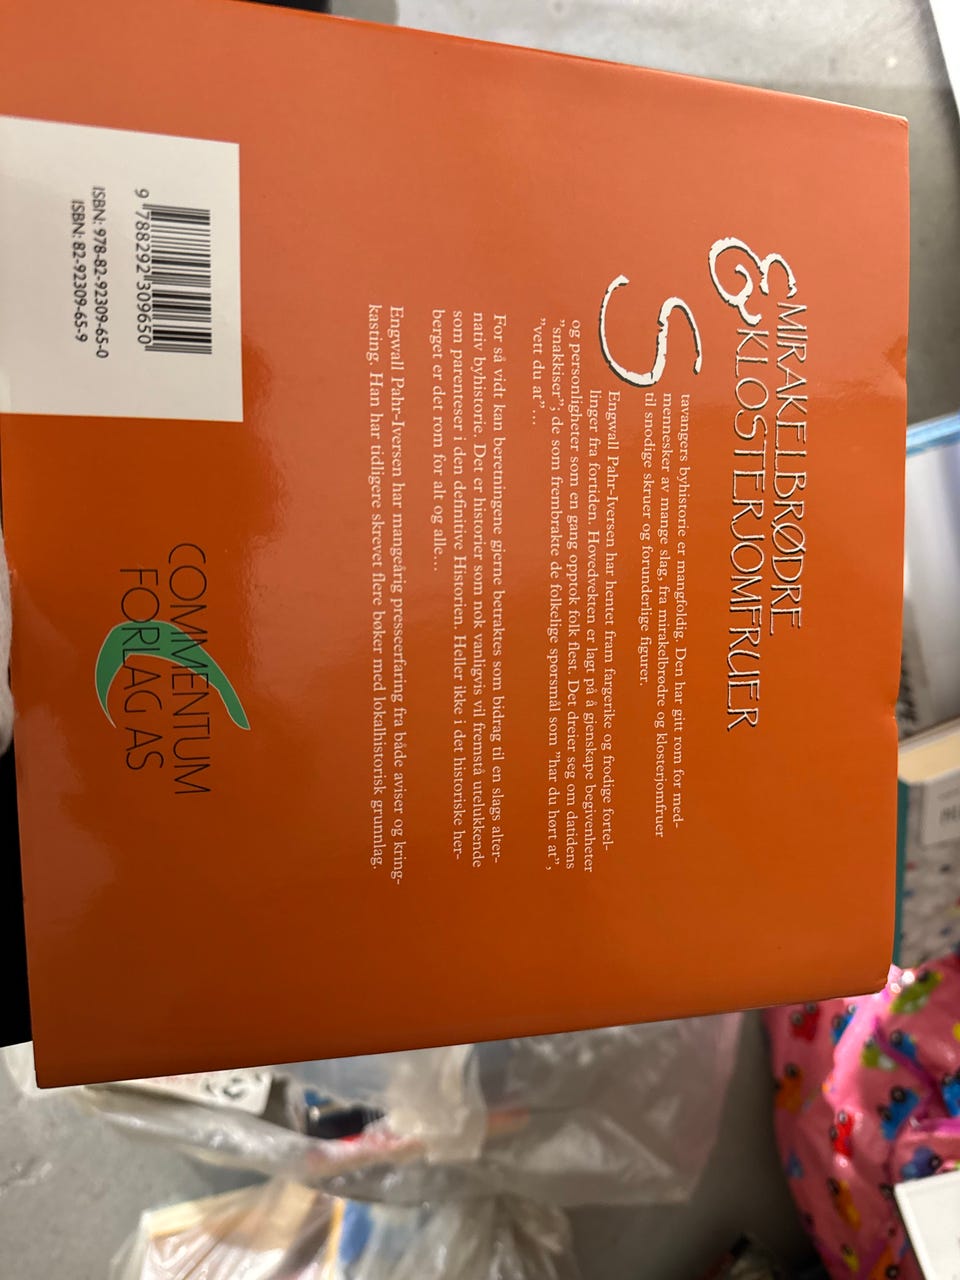 MIRAKELBRØDRE
& KLOSTERJOMFRUER
Stavangers byhistorie er mangfoldig. Den har gitt rom for med-
mennesker av mange slag, fra mirakelbrødre og klosterjomfruer
til snodige skruer og forunderlige figurer.
Engwall Pahr-Iversen har hentet fram fargerike og frodige fortel-
linger fra fortiden. Hovedvekten er lagt på å gjenskape begivenheter
og personligheter som en gang opptok folk flest. Det dreier seg om datidens
”snakkiser”; de som frembrakte de folkelige spørsmål som ”har du hørt at”,
”vett du at”…
For så vidt kan beretningene gjerne betraktes som bidrag til en slags alter-
nativ byhistorie. Det er historier som nok vanligvis vil fremstå utelukkende
som parenteser i den definitive Historien. Heller ikke i det historiske her-
berget er det rom for alt og alle…
Engwall Pahr-Iversen har mangeårig presseerfaring fra både aviser og kring-
kasting. Han har tidligere skrevet flere bøker med lokalhistorisk grunnlag.
9 788292 309650
ISBN: 978-82-92309-65-0
ISBN: 82-92309-65-9
COMMENTUM
FORLAG AS